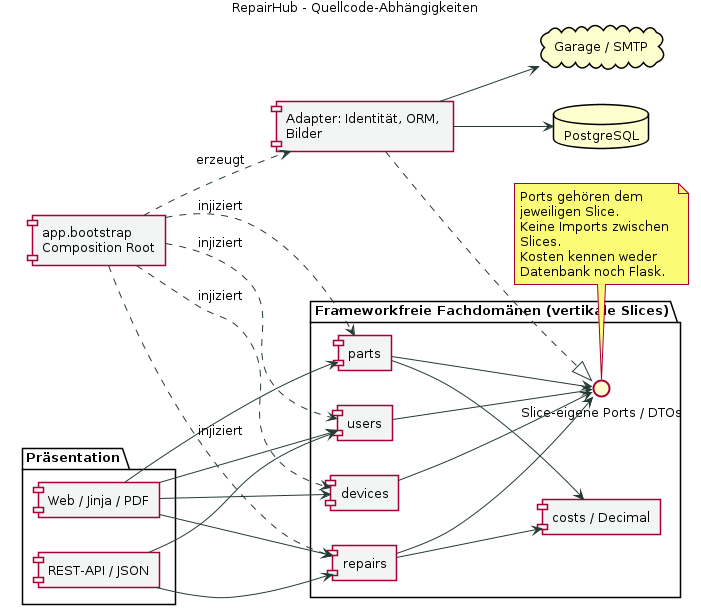 RepairHub - Quellcode-Abhängigkeiten
Garage / SMTP
Adapter: Identität, ORM,
Bilder
PostgreSQL
erzeugt
injiziert
Ports gehören dem
jeweiligen Slice.
Keine Imports zwischen
Slices.
Kosten kennen weder
Datenbank noch Flask.
app.bootstrap
Composition Root
injiziert
injiziert
Frameworkfreie Fachdomänen (vertikale Slices)
parts
Slice-eigene Ports / DTOs
users
injiziert
Präsentation
Web / Jinja / PDF
devices
costs / Decimal
REST-API / JSON
repairs